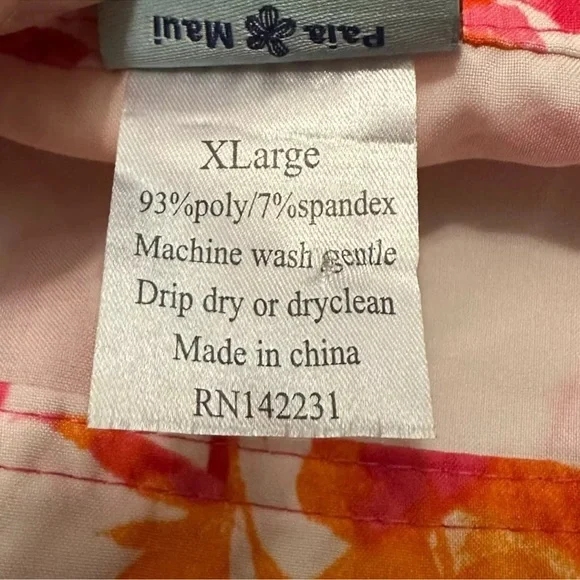 Paia Maui
XLarge
93%poly/7%spandex
Machine wash gentle
Drip dry or dryclean
Made in china
RN142231